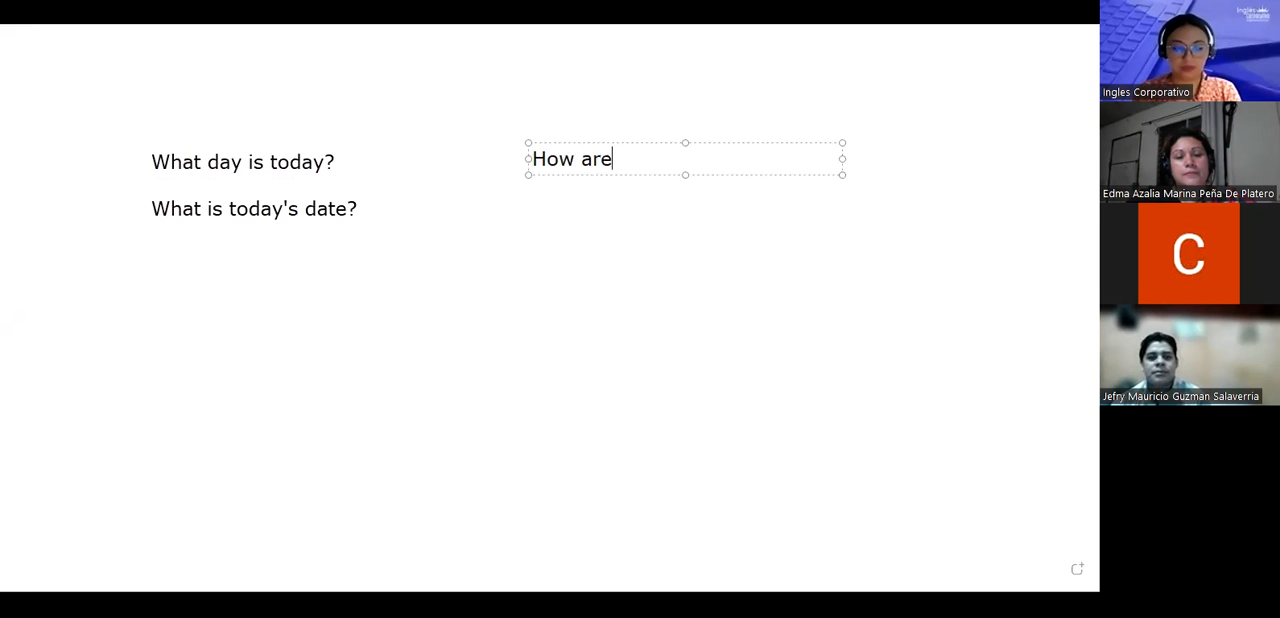 What day is today?
What is today's date?
How are
Ingles Corporativo
Edma Azalia Marina Peña De Platero
C
Jefry Mauricio Guzman Salaverria